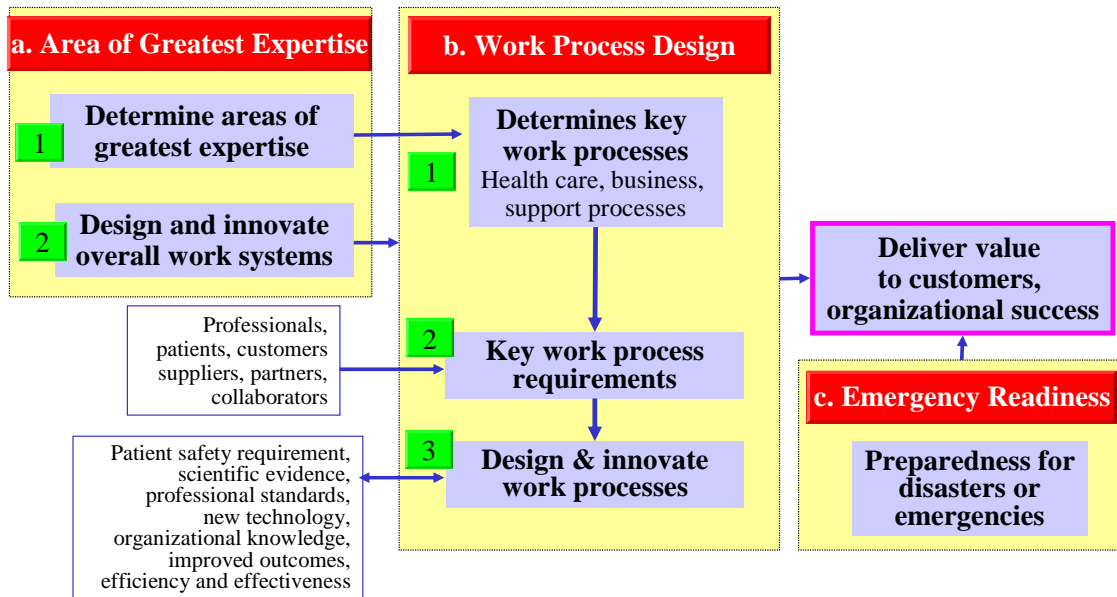 a. Area of Greatest Expertise
1
Determine areas of
greatest expertise
2
Design and innovate
overall work systems
b. Work Process Design
1
Determines key
work processes
Health care, business,
support processes
Professionals,
patients, customers
suppliers, partners,
collaborators
2
Key work process
requirements
Patient safety requirement,
scientific evidence,
professional standards,
new technology,
organizational knowledge,
improved outcomes,
efficiency and effectiveness
3
Design & innovate
work processes
Deliver value
to customers,
organizational success
c. Emergency Readiness
Preparedness for
disasters or
emergencies